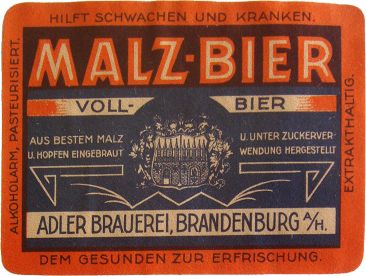 HILFT SCHWACHEN UND KRANKEN.
ALKOHOLARM, PASTEURISIERT.
MALZ-BIER
VOLL-BIER
AUS BESTEM MALZ
U. HOPFEN EINGEBRAUT
U. UNTER ZUCKERVER-
WENDUNG HERGESTELLT
EXTRAKTHALTIG.
ADLER BRAUEREI, BRANDENBURG A/H.
DEM GESUNDEN ZUR ERFRISCHUNG.